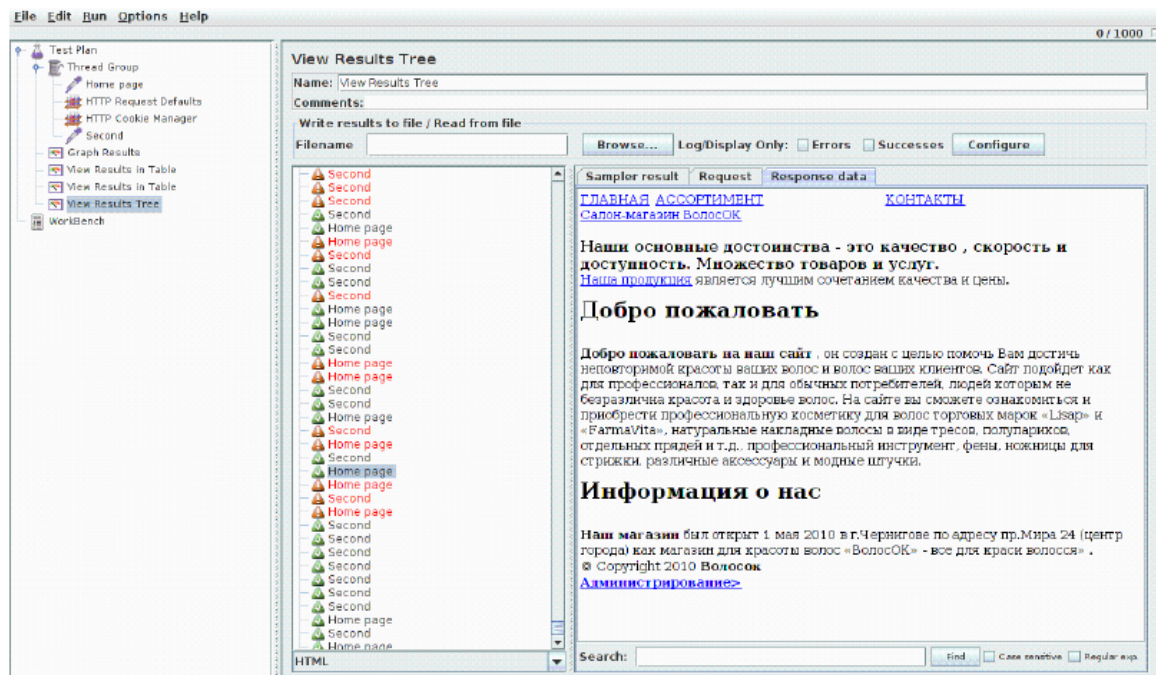 File Edit Run Options Help
0 / 1000
Test Plan
Thread Group
Home page
HTTP Request Defaults
HTTP Cookie Manager
Second
Graph Results
View Results in Table
View Results in Table
View Results Tree
WorkBench
View Results Tree
Name: View Results Tree
Comments:
Write results to file / Read from file
Filename Browse... Log/Display Only: Errors Successes Configure
Second
Second
Second
Second
Home page
Home page
Second
Second
Second
Second
Home page
Home page
Second
Second
Home page
Home page
Second
Second
Home page
Second
Home page
Second
Home page
Home page
Second
Home page
Second
Second
Second
Second
Second
Second
Second
Home page
Second
Home page
HTML
Sampler result Request Response data
ГЛАВНАЯ АССОРТИМЕНТ КОНТАКТЫ
Салон-магазин ВолосОК
Наши основные достоинства - это качество , скорость и
доступность. Множество товаров и услуг.
Наша продукция является лучшим сочетанием качества и цены.
Добро пожаловать
Добро пожаловать на наш сайт , он создан с целью помочь Вам достичь
неповторимой красоты ваших волос и волос ваших клиентов. Сайт подойдет как
для профессионалов, так и для обычных потребителей, людей которым не
безразлична красота и здоровье волос. На сайте вы сможете ознакомиться и
приобрести профессиональную косметику для волос торговых марок «Lisap» и
«FarmaVita», натуральные накладные волосы в виде тресов, полупариков,
отдельных прядей и т.д., профессиональный инструмент, фены, ножницы для
стрижки, различные аксессуары и модные штучки.
Информация о нас
Наш магазин был открыт 1 мая 2010 в г.Чернигове по адресу пр.Мира 24 (центр
города) как магазин для красоты волос «ВолосОК» - все для краси волосся» .
© Copyright 2010 Волосок
Администрирование>
Search: Find Case sensitive Regular exp.